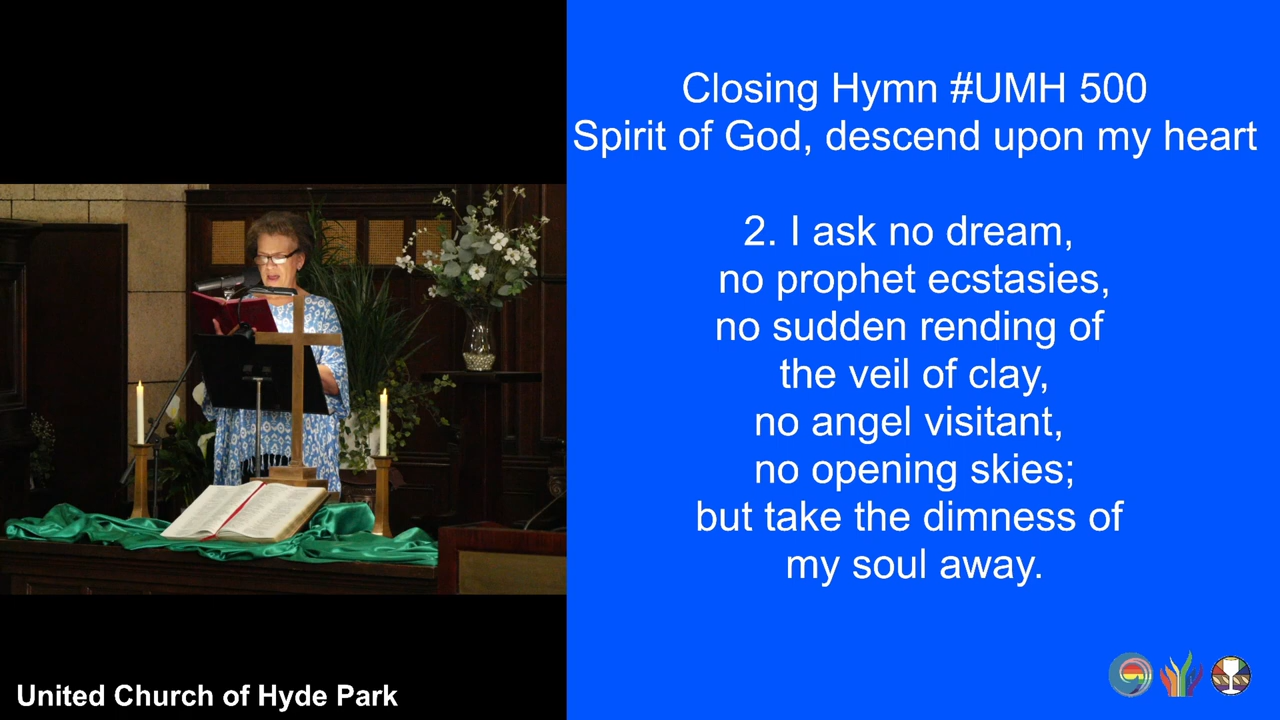 Closing Hymn #UMH 500
Spirit of God, descend upon my heart
2. I ask no dream,
no prophet ecstasies,
no sudden rending of
the veil of clay,
no angel visitant,
no opening skies;
but take the dimness of
my soul away.
United Church of Hyde Park